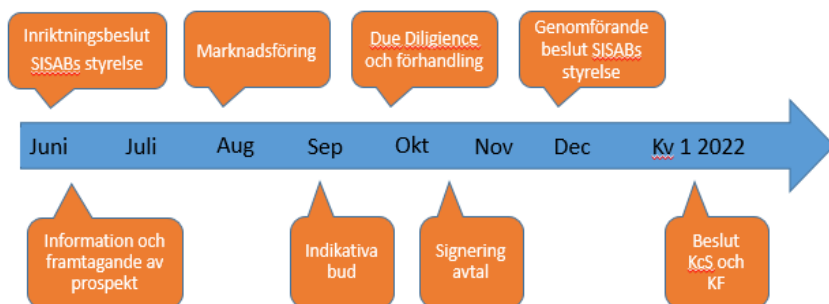 Inriktningsbeslut
SISABs styrelse
Marknadsföring
Due Diligience
och förhandling
Genomförande
beslut SISABs
styrelse
Juni Juli Aug Sep Okt Nov Dec Kv 1 2022
Information och
framtagande av
prospekt
Indikativa
bud
Signering
avtal
Beslut
KcS och
KF